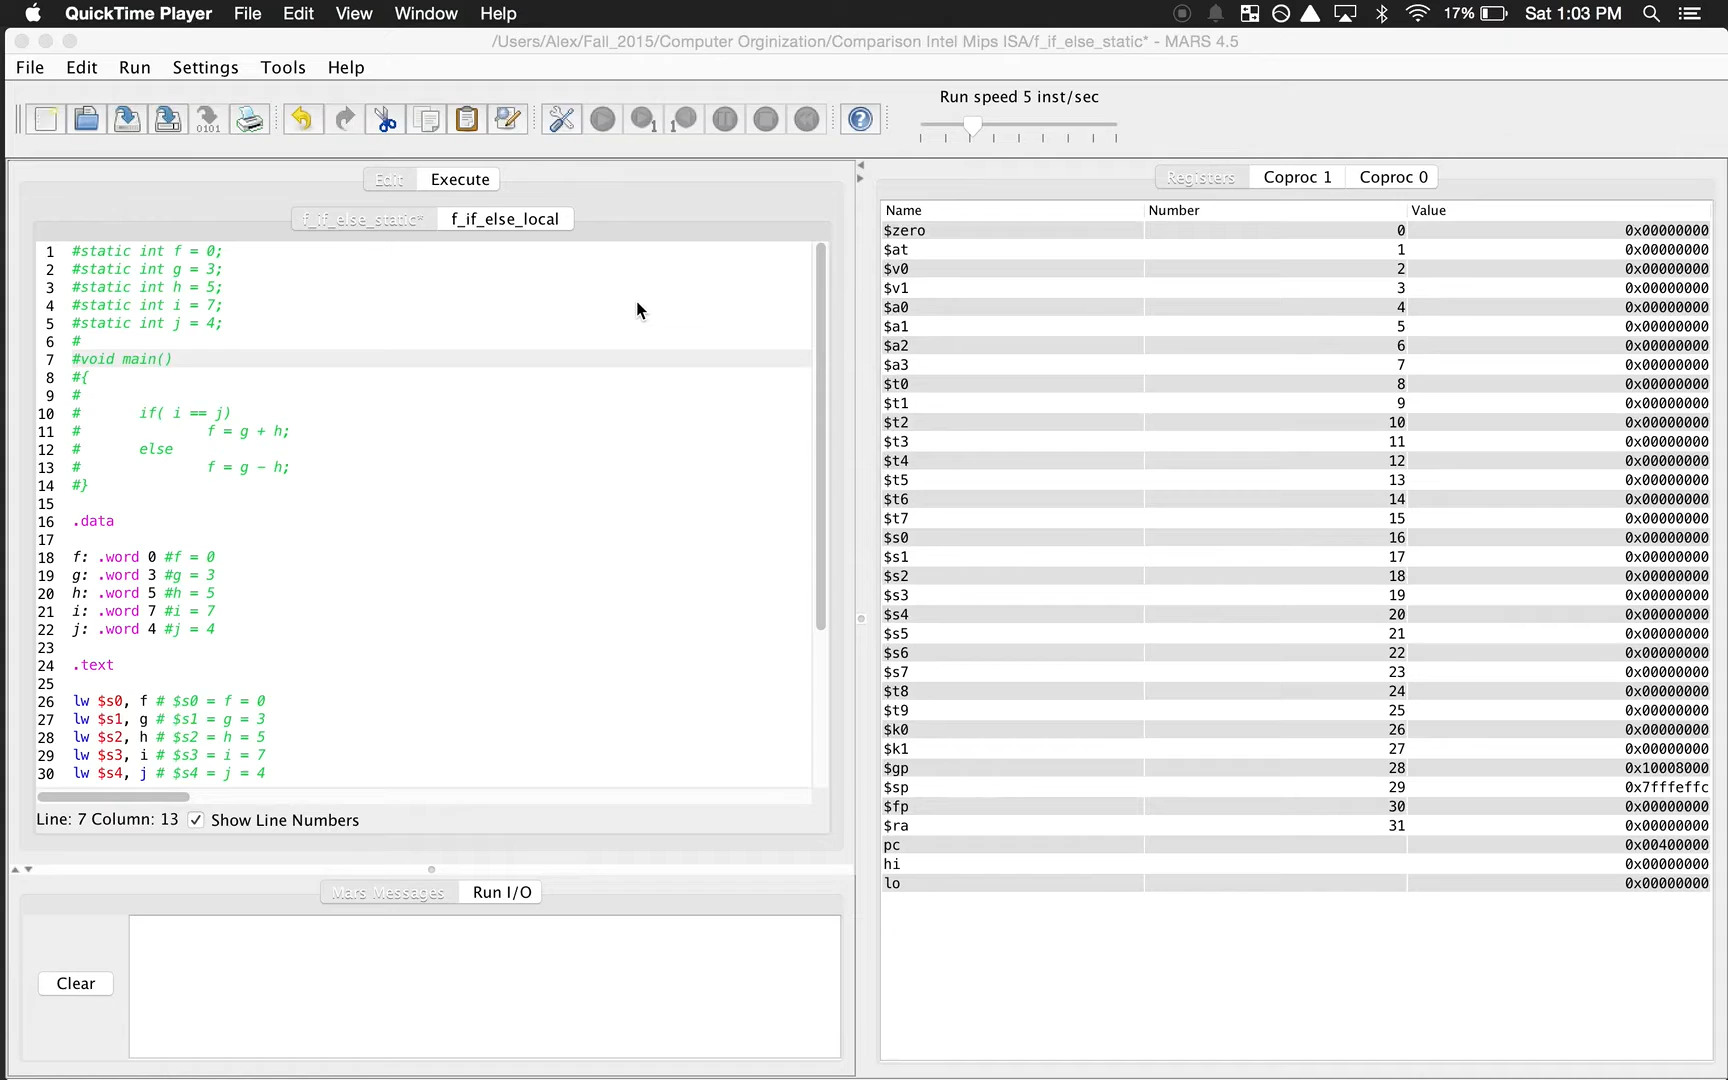 QuickTime Player File Edit View Window Help 17% Sat 1:03 PM
/Users/Alex/Fall_2015/Computer Orginization/Comparison Intel Mips ISA/f_if_else_static* - MARS 4.5
File Edit Run Settings Tools Help
Run speed 5 inst/sec
Edit Execute
f_if_else_static* f_if_else_local
1 #static int f = 0;
2 #static int g = 3;
3 #static int h = 5;
4 #static int i = 7;
5 #static int j = 4;
6 #
7 #void main()
8 #{
9 #
10 # if( i == j)
11 # f = g + h;
12 # else
13 # f = g - h;
14 #}
15
16 .data
17
18 f: .word 0 #f = 0
19 g: .word 3 #g = 3
20 h: .word 5 #h = 5
21 i: .word 7 #i = 7
22 j: .word 4 #j = 4
23
24 .text
25
26 lw $s0, f # $s0 = f = 0
27 lw $s1, g # $s1 = g = 3
28 lw $s2, h # $s2 = h = 5
29 lw $s3, i # $s3 = i = 7
30 lw $s4, j # $s4 = j = 4
Line: 7 Column: 13 Show Line Numbers
Mars Messages Run I/O
Clear
Registers Coproc 1 Coproc 0
Name Number Value
$zero 0 0x00000000
$at 1 0x00000000
$v0 2 0x00000000
$v1 3 0x00000000
$a0 4 0x00000000
$a1 5 0x00000000
$a2 6 0x00000000
$a3 7 0x00000000
$t0 8 0x00000000
$t1 9 0x00000000
$t2 10 0x00000000
$t3 11 0x00000000
$t4 12 0x00000000
$t5 13 0x00000000
$t6 14 0x00000000
$t7 15 0x00000000
$s0 16 0x00000000
$s1 17 0x00000000
$s2 18 0x00000000
$s3 19 0x00000000
$s4 20 0x00000000
$s5 21 0x00000000
$s6 22 0x00000000
$s7 23 0x00000000
$t8 24 0x00000000
$t9 25 0x00000000
$k0 26 0x00000000
$k1 27 0x00000000
$gp 28 0x10008000
$sp 29 0x7fffeffc
$fp 30 0x00000000
$ra 31 0x00000000
pc 0x00400000
hi 0x00000000
lo 0x00000000